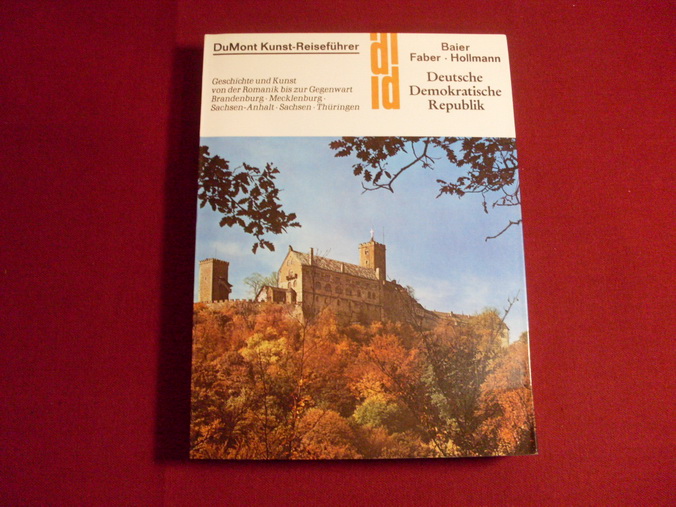 DuMont Kunst-Reiseführer
Geschichte und Kunst
von der Romanik bis zur Gegenwart
Brandenburg · Mecklenburg ·
Sachsen-Anhalt · Sachsen · Thüringen
Baier
Faber · Hollmann
Deutsche
Demokratische
Republik